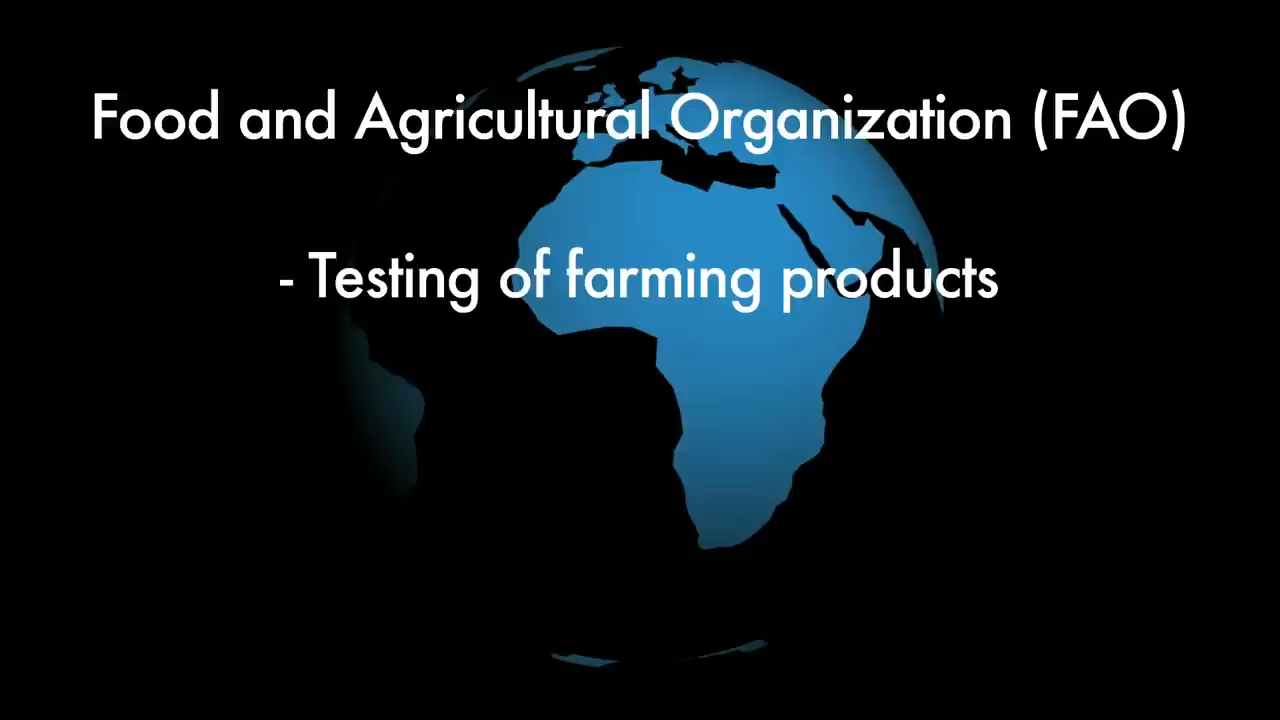 Food and Agricultural Organization (FAO)
- Testing of farming products